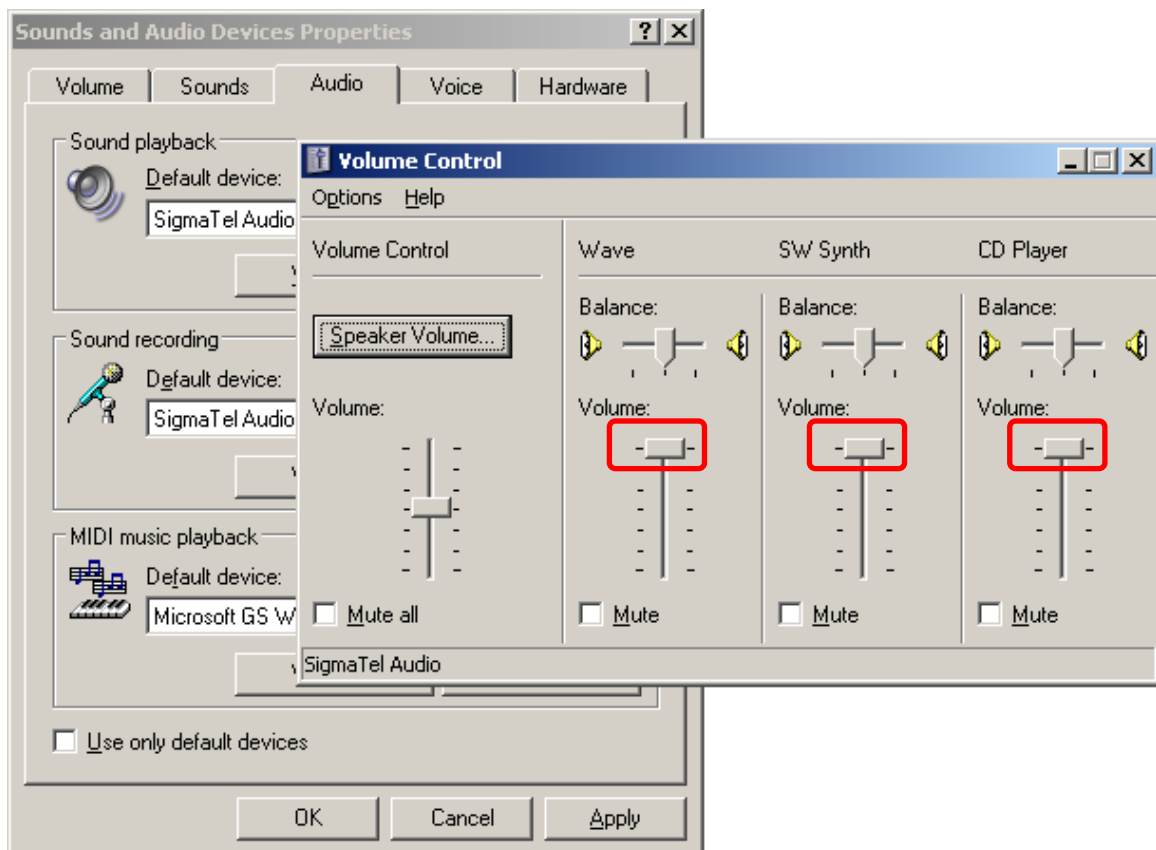 Sounds and Audio Devices Properties
Volume Sounds Audio Voice Hardware
Sound playback
Default device:
SigmaTel Audio
Sound recording
Default device:
SigmaTel Audio
MIDI music playback
Default device:
Microsoft GS W
Use only default devices
OK Cancel Apply
Volume Control
Options Help
Volume Control
Speaker Volume...
Volume:
Mute all
Wave
Balance:
Volume:
Mute
SW Synth
Balance:
Volume:
Mute
CD Player
Balance:
Volume:
Mute
SigmaTel Audio